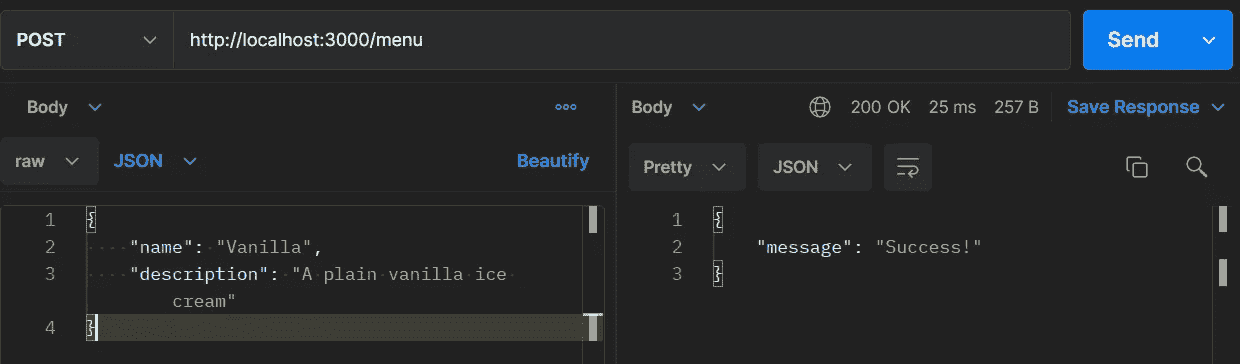 POST http://localhost:3000/menu Send
Body ooo Body 200 OK 25 ms 257 B Save Response
raw JSON Beautify Pretty JSON
1 {
2 "name": "Vanilla",
3 "description": "A plain vanilla ice
cream"
4 }
1 {
2 "message": "Success!"
3 }